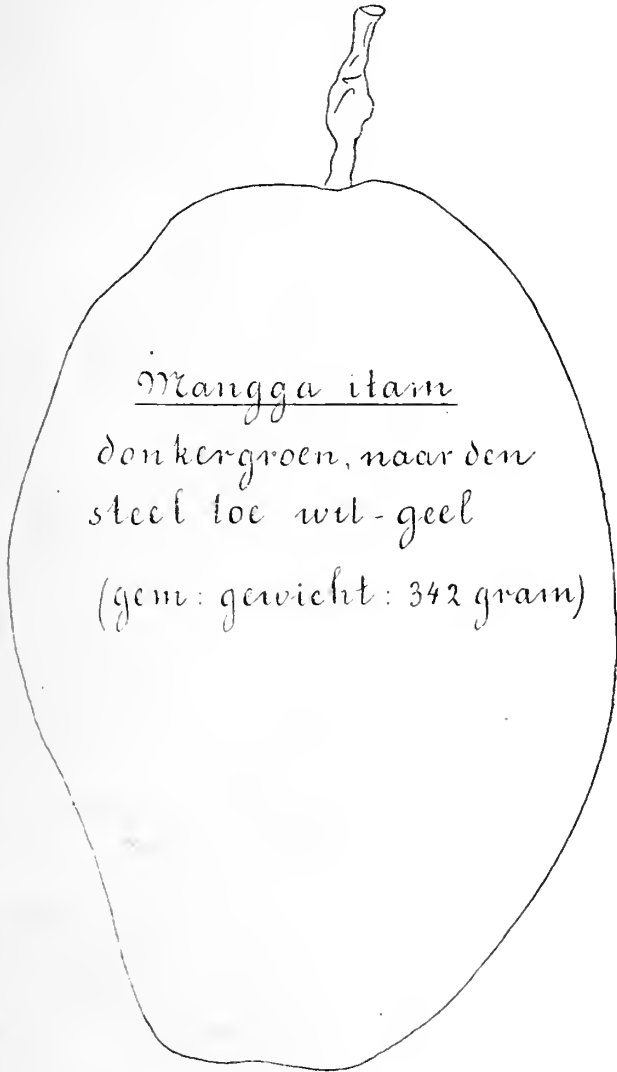 Mangga itam
donkergroen, naar den
steel toe wit-geel
(gem: gewicht: 342 gram)